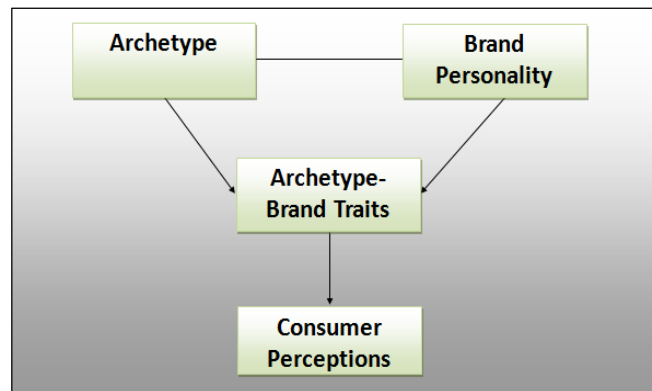 Archetype
Brand
Personality
Archetype-
Brand Traits
Consumer
Perceptions